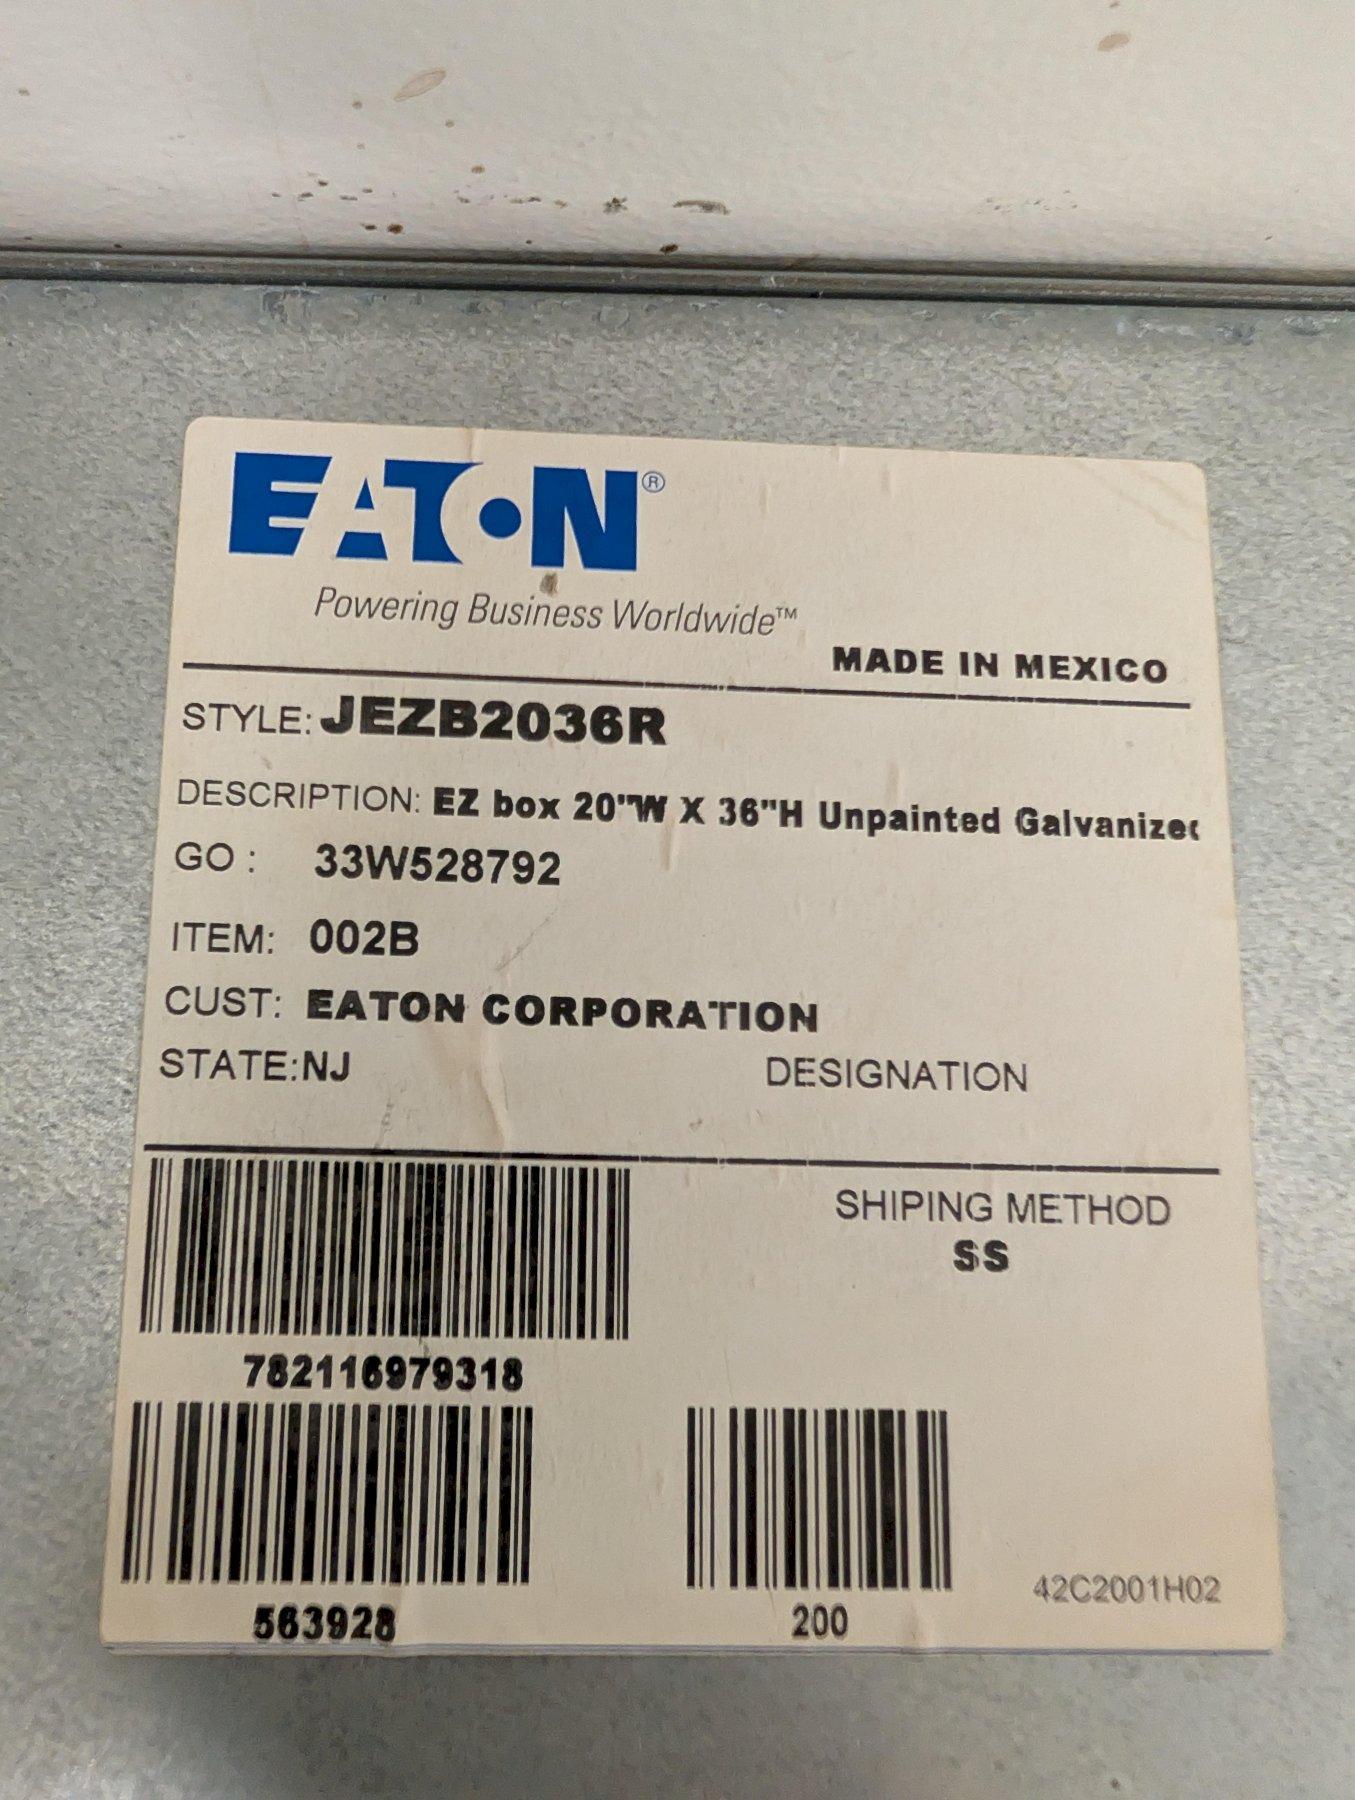 EATON®
Powering Business Worldwide™
MADE IN MEXICO
STYLE: JEZB2036R
DESCRIPTION: EZ box 20"W X 36"H Unpainted Galvanized
GO : 33W528792
ITEM: 002B
CUST: EATON CORPORATION
STATE:NJ DESIGNATION
SHIPING METHOD
SS
782116979318
563928
200
42C2001H02